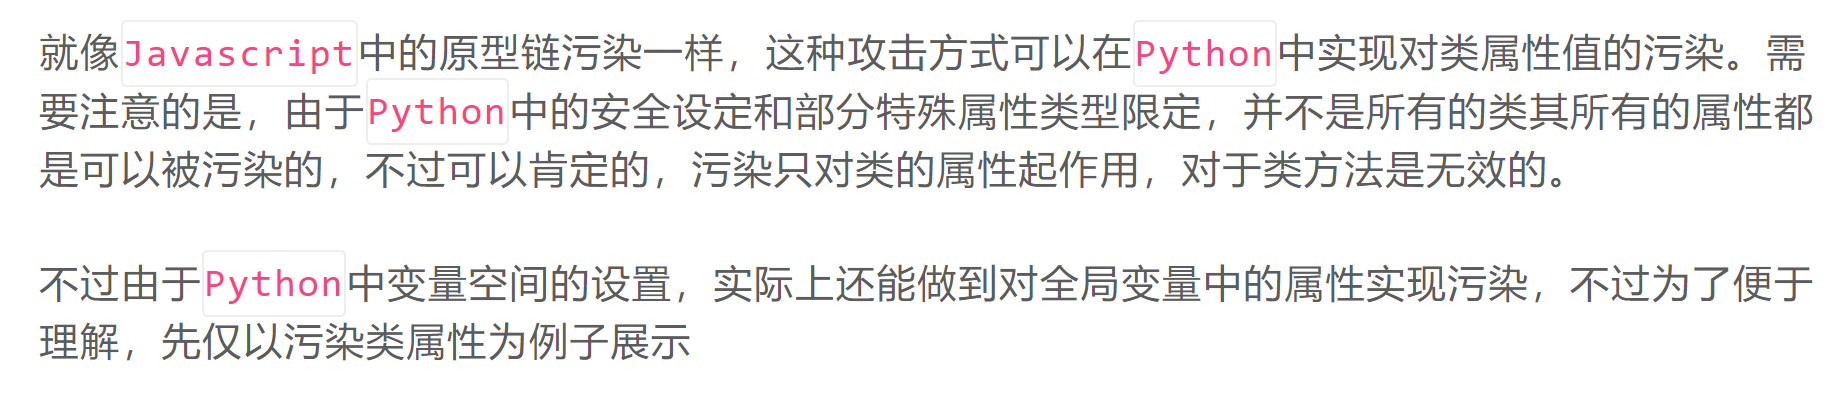 就像Javascript中的原型链污染一样，这种攻击方式可以在Python中实现对类属性值的污染。需
要注意的是，由于Python中的安全设定和部分特殊属性类型限定，并不是所有的类其所有的属性都
是可以被污染的，不过可以肯定的，污染只对类的属性起作用，对于类方法是无效的。
不过由于Python中变量空间的设置，实际上还能做到对全局变量中的属性实现污染，不过为了便于
理解，先仅以污染类属性为例子展示